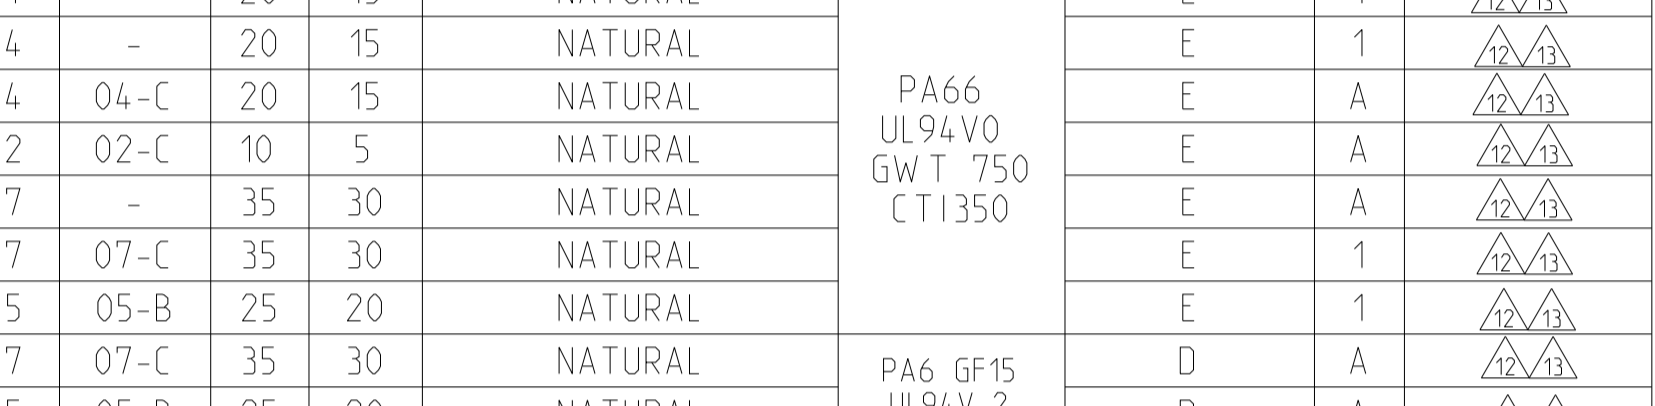 4 - 20 15 NATURAL E 1 12 13
4 04-C 20 15 NATURAL E A 12 13
2 02-C 10 5 NATURAL E A 12 13
7 - 35 30 NATURAL E A 12 13
7 07-C 35 30 NATURAL E 1 12 13
5 05-B 25 20 NATURAL E 1 12 13
PA66
UL94V0
GWT 750
CTI350
7 07-C 35 30 NATURAL D A 12 13
PA6 GF15